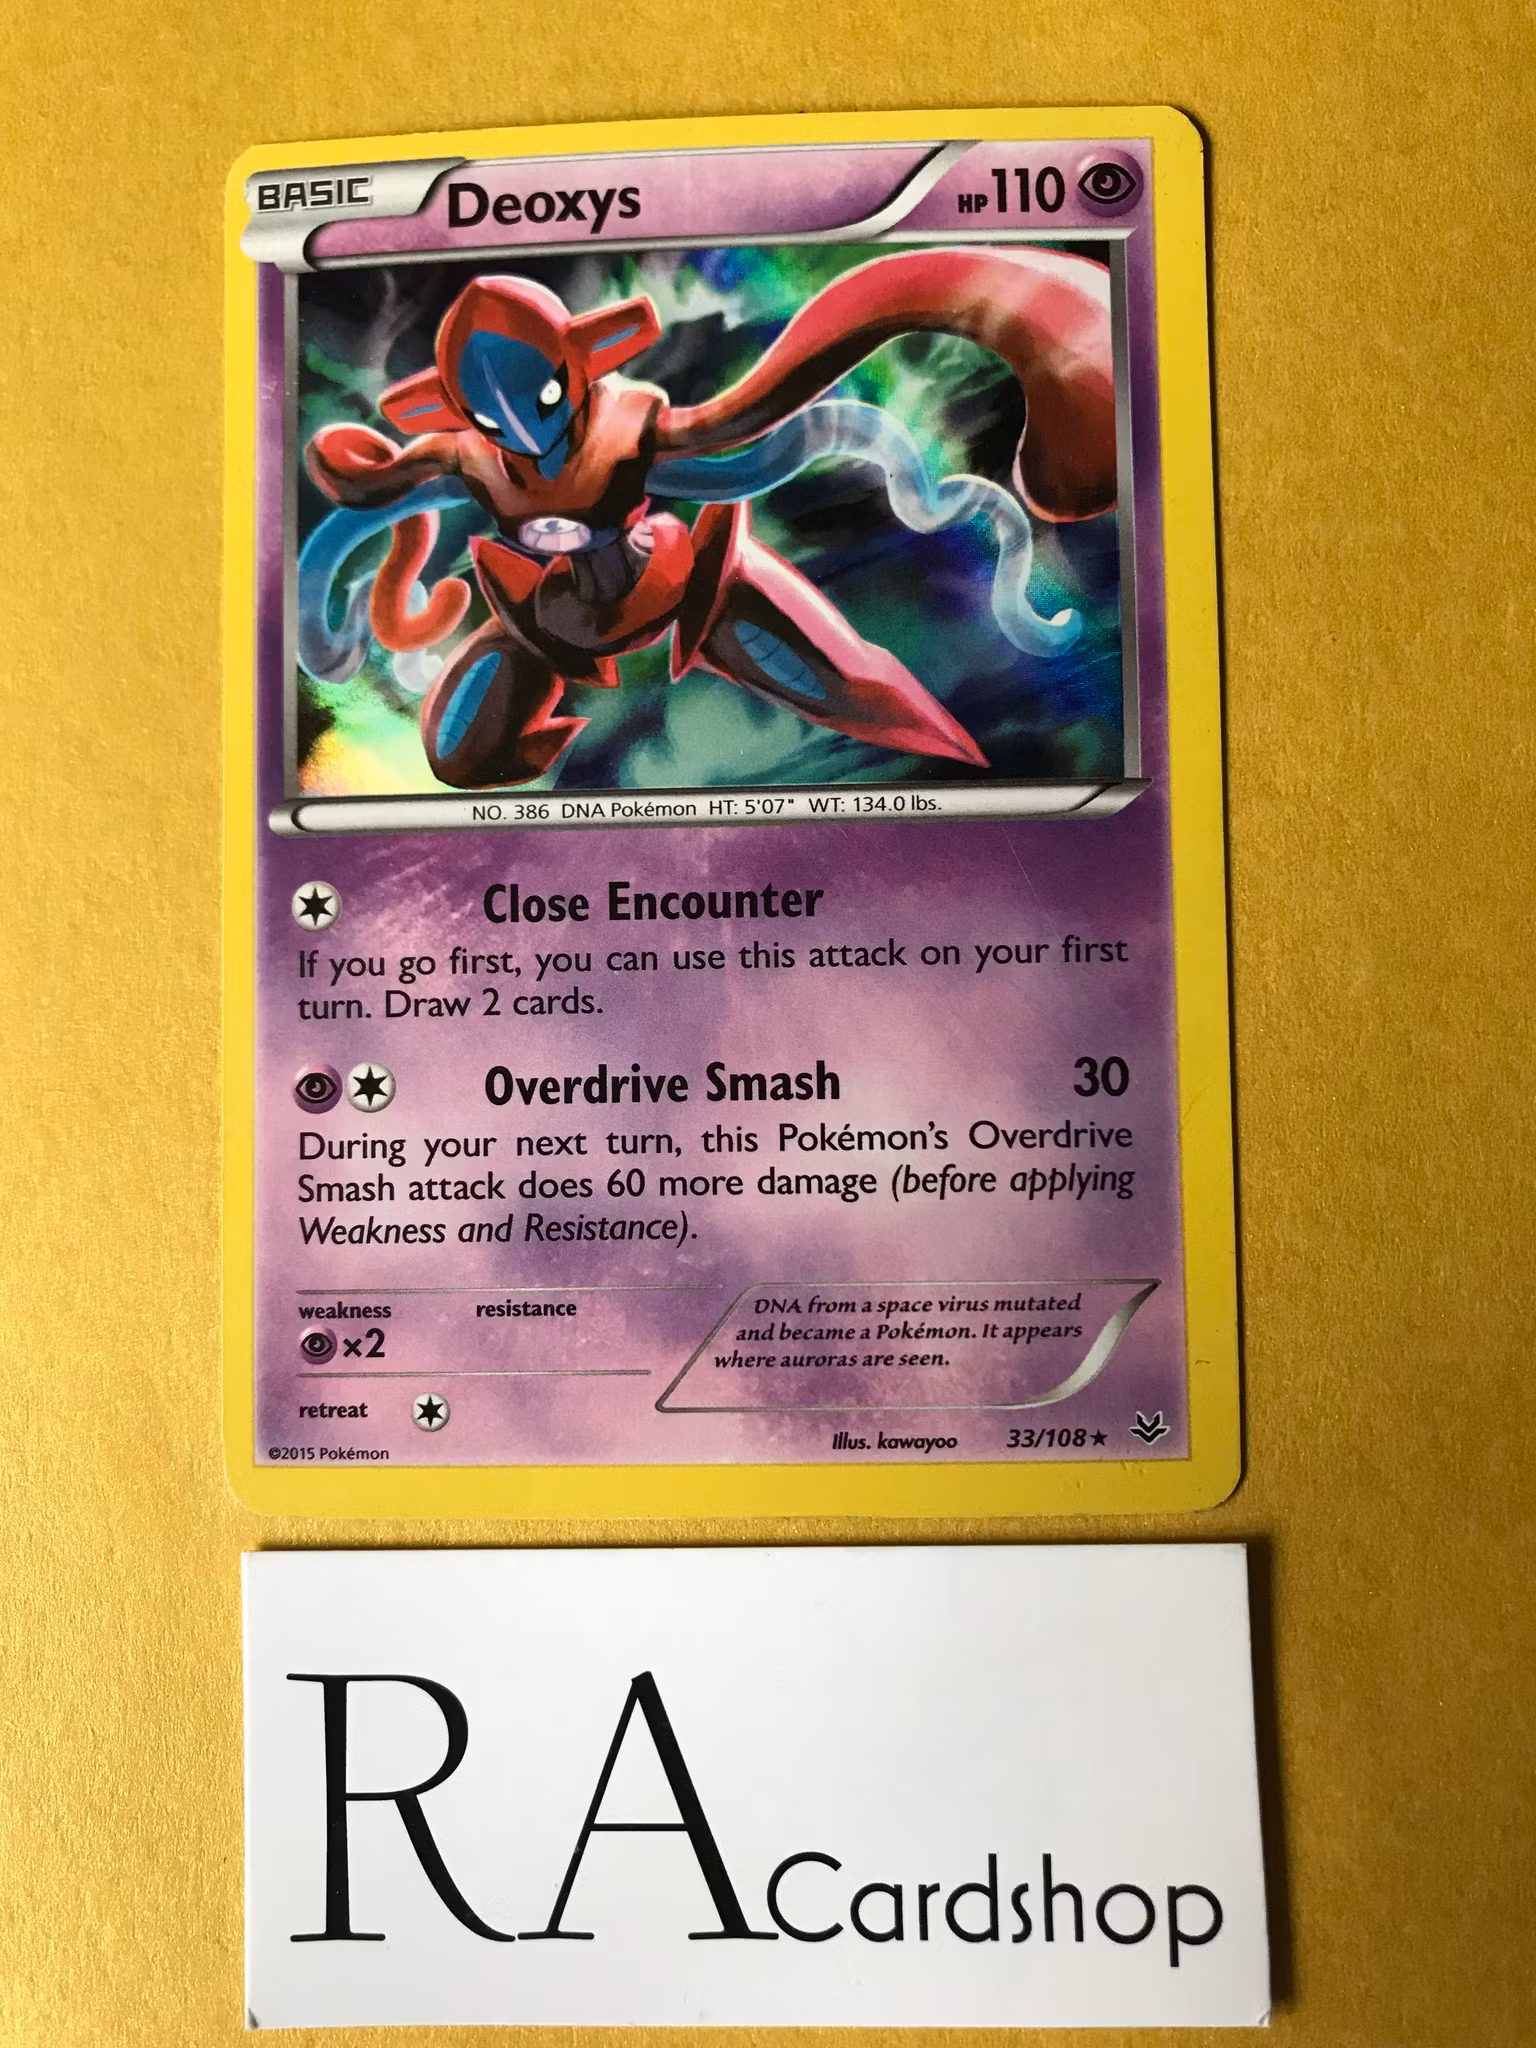 BASIC Deoxys HP110
NO. 386 DNA Pokémon HT: 5'07" WT: 134.0 lbs.
Close Encounter
If you go first, you can use this attack on your first
turn. Draw 2 cards.
Overdrive Smash 30
During your next turn, this Pokémon's Overdrive
Smash attack does 60 more damage (before applying
Weakness and Resistance).
weakness resistance
×2
DNA from a space virus mutated
and became a Pokémon. It appears
where auroras are seen.
retreat
©2015 Pokémon Illus. kawayoo 33/108★
RACardshop